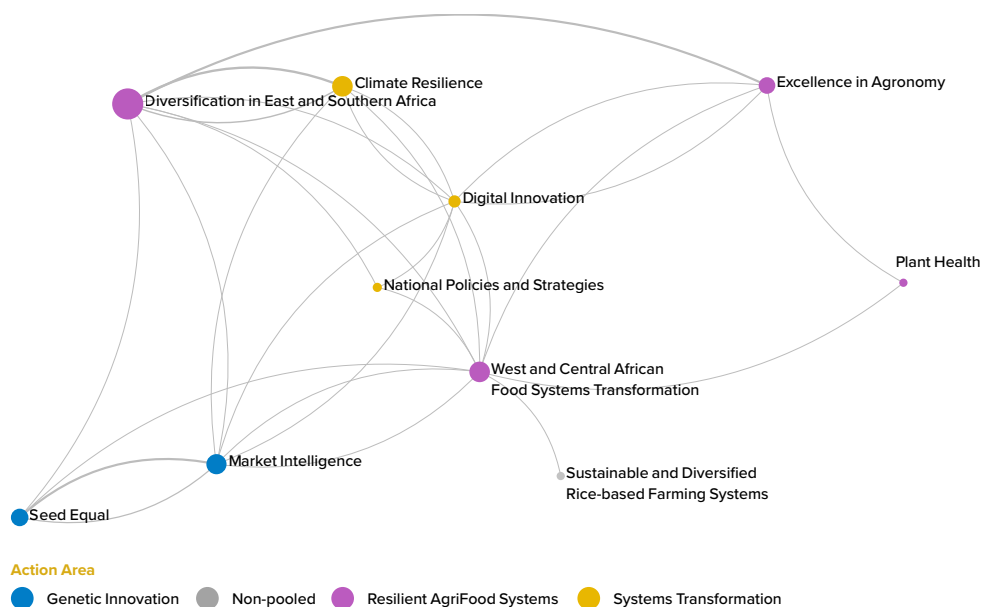 Climate Resilience
Excellence in Agronomy
Diversification in East and Southern Africa
Digital Innovation
Plant Health
National Policies and Strategies
West and Central African
Food Systems Transformation
Market Intelligence
Sustainable and Diversified
Rice-based Farming Systems
Seed Equal
Action Area
Genetic Innovation
Non-pooled
Resilient AgriFood Systems
Systems Transformation